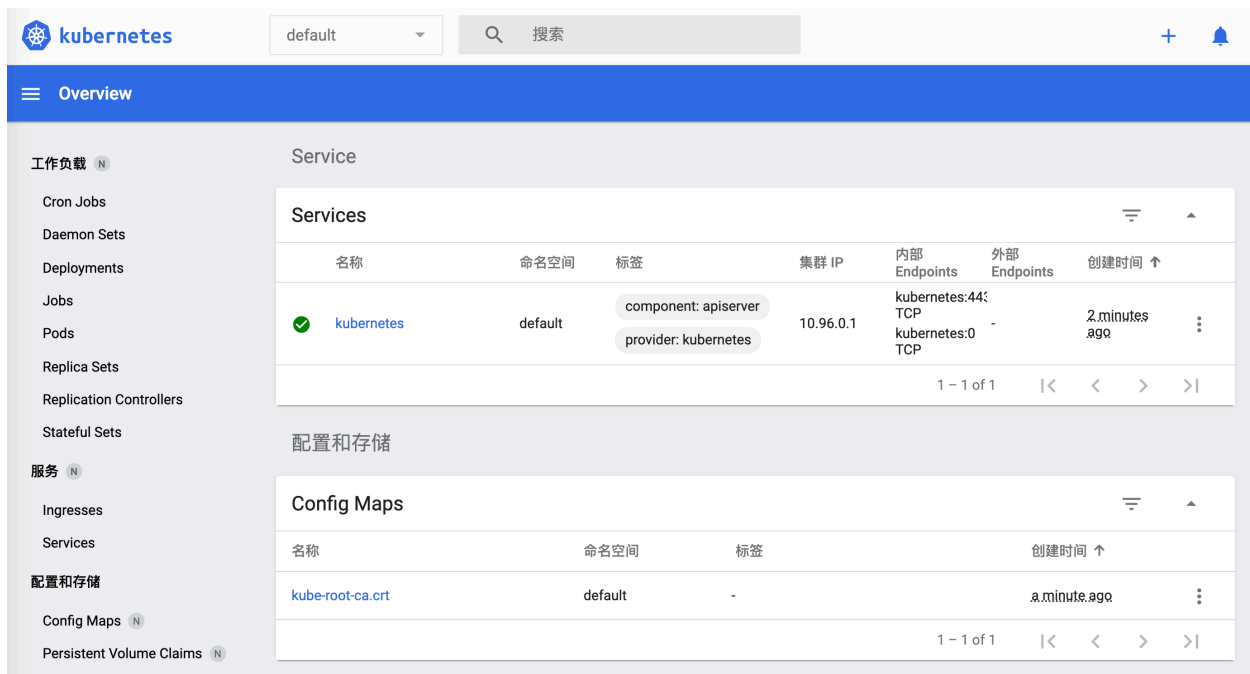 kubernetes
default
搜索
Overview
工作负载 N
Cron Jobs
Daemon Sets
Deployments
Jobs
Pods
Replica Sets
Replication Controllers
Stateful Sets
服务 N
Ingresses
Services
配置和存储
Config Maps N
Persistent Volume Claims N
Service
Services
名称 命名空间 标签 集群 IP 内部 Endpoints 外部 Endpoints 创建时间
kubernetes default component: apiserver provider: kubernetes 10.96.0.1 kubernetes:443 TCP kubernetes:0 TCP - 2 minutes ago
1 – 1 of 1
配置和存储
Config Maps
名称 命名空间 标签 创建时间
kube-root-ca.crt default - a minute ago
1 – 1 of 1